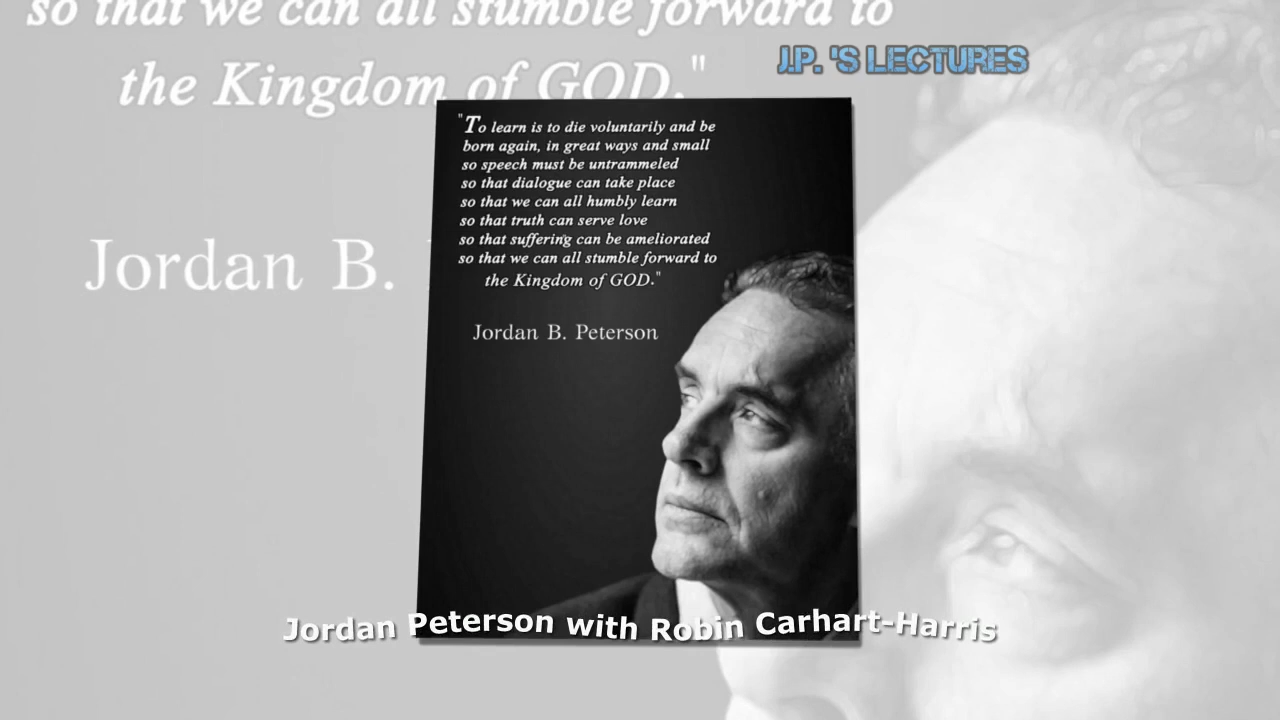 so that we can all stumble forward to
the Kingdom of GOD."
J.P. 'S LECTURES
Jordan B.
"To learn is to die voluntarily and be
born again, in great ways and small
so speech must be untrammeled
so that dialogue can take place
so that we can all humbly learn
so that truth can serve love
so that suffering can be ameliorated
so that we can all stumble forward to
the Kingdom of GOD."
Jordan B. Peterson
Jordan Peterson with Robin Carhart-Harris